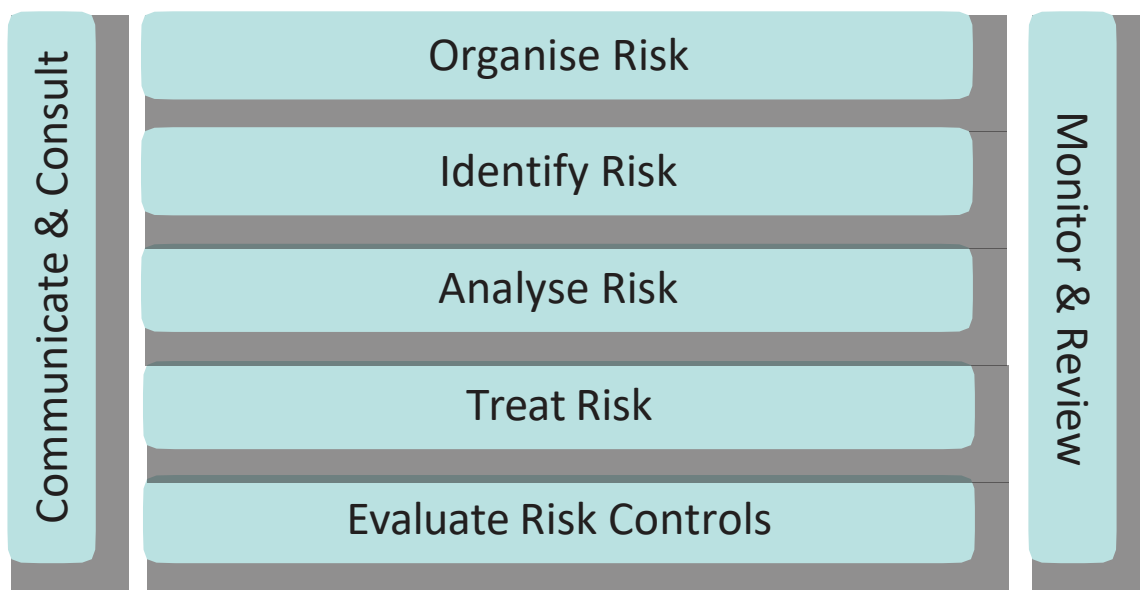 Communicate & Consult
Organise Risk
Identify Risk
Analyse Risk
Treat Risk
Evaluate Risk Controls
Monitor & Review